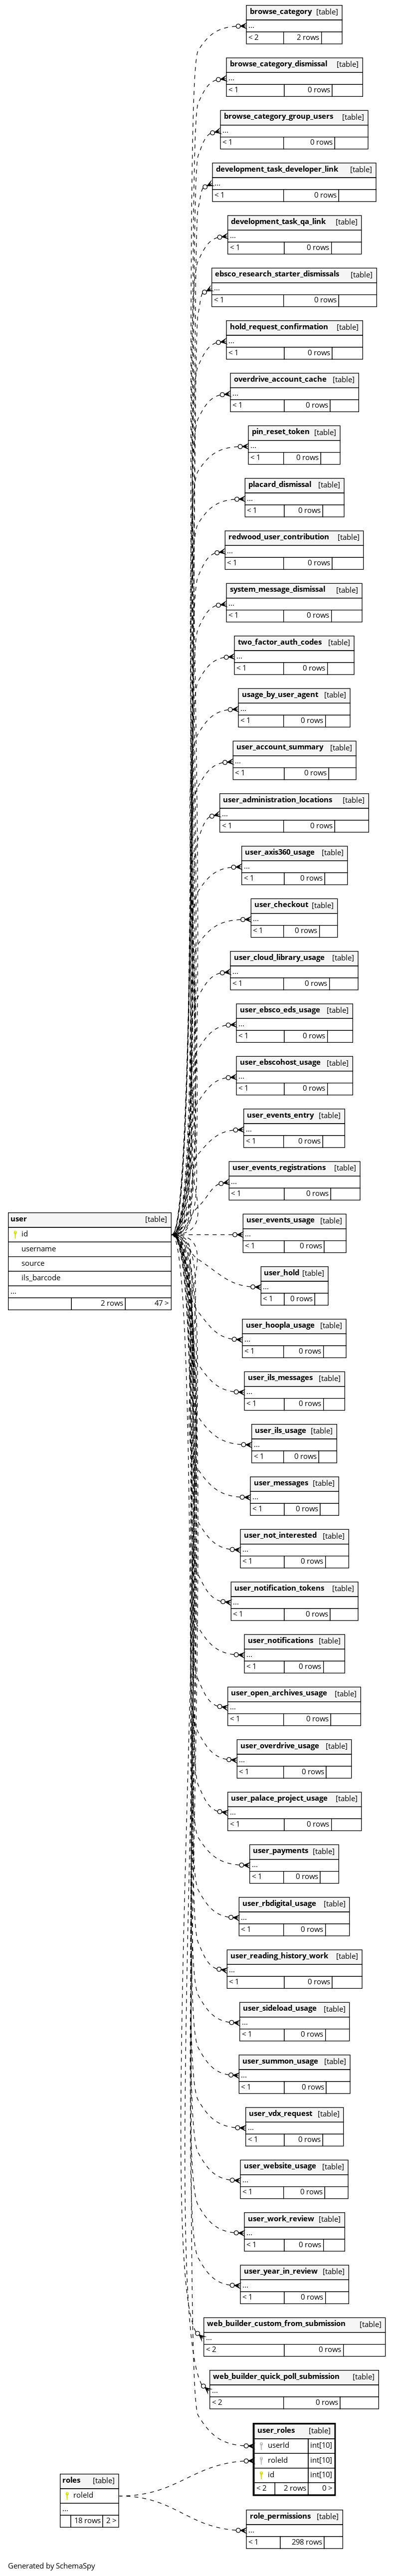 browse_category [table]
...
< 2 2 rows
browse_category_dismissal [table]
...
< 1 0 rows
browse_category_group_users [table]
...
< 1 0 rows
development_task_developer_link [table]
...
< 1 0 rows
development_task_qa_link [table]
...
< 1 0 rows
ebsco_research_starter_dismissals [table]
...
< 1 0 rows
hold_request_confirmation [table]
...
< 1 0 rows
overdrive_account_cache [table]
...
< 1 0 rows
pin_reset_token [table]
...
< 1 0 rows
placard_dismissal [table]
...
< 1 0 rows
redwood_user_contribution [table]
...
< 1 0 rows
system_message_dismissal [table]
...
< 1 0 rows
two_factor_auth_codes [table]
...
< 1 0 rows
usage_by_user_agent [table]
...
< 1 0 rows
user_account_summary [table]
...
< 1 0 rows
user_administration_locations [table]
...
< 1 0 rows
user_axis360_usage [table]
...
< 1 0 rows
user_checkout [table]
...
< 1 0 rows
user_cloud_library_usage [table]
...
< 1 0 rows
user_ebsco_eds_usage [table]
...
< 1 0 rows
user_ebscohost_usage [table]
...
< 1 0 rows
user_events_entry [table]
...
< 1 0 rows
user_events_registrations [table]
...
< 1 0 rows
user [table]
id
username
source
ils_barcode
...
2 rows 47 >
user_events_usage [table]
...
< 1 0 rows
user_hold [table]
...
< 1 0 rows
user_hoopla_usage [table]
...
< 1 0 rows
user_ils_messages [table]
...
< 1 0 rows
user_ils_usage [table]
...
< 1 0 rows
user_messages [table]
...
< 1 0 rows
user_not_interested [table]
...
< 1 0 rows
user_notification_tokens [table]
...
< 1 0 rows
user_notifications [table]
...
< 1 0 rows
user_open_archives_usage [table]
...
< 1 0 rows
user_overdrive_usage [table]
...
< 1 0 rows
user_palace_project_usage [table]
...
< 1 0 rows
user_payments [table]
...
< 1 0 rows
user_rbdigital_usage [table]
...
< 1 0 rows
user_reading_history_work [table]
...
< 1 0 rows
user_sideload_usage [table]
...
< 1 0 rows
user_summon_usage [table]
...
< 1 0 rows
user_vdx_request [table]
...
< 1 0 rows
user_website_usage [table]
...
< 1 0 rows
user_work_review [table]
...
< 1 0 rows
user_year_in_review [table]
...
< 1 0 rows
web_builder_custom_from_submission [table]
...
< 2 0 rows
web_builder_quick_poll_submission [table]
...
< 2 0 rows
user_roles [table]
userId int[10]
roleId int[10]
id int[10]
< 2 2 rows 0 >
roles [table]
roleId
...
18 rows 2 >
role_permissions [table]
...
< 1 298 rows
Generated by SchemaSpy